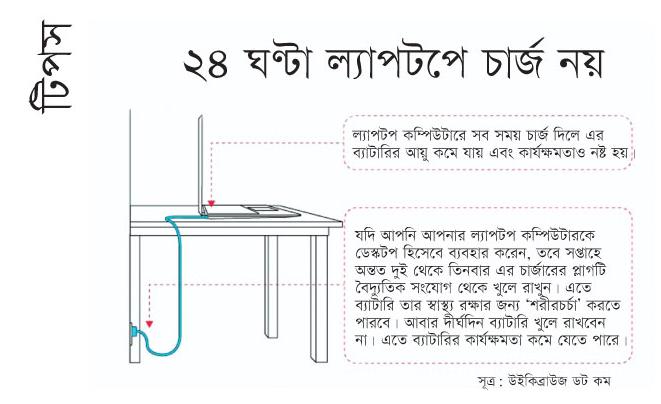 টিপস
২৪ ঘণ্টা ল্যাপটপে চার্জ নয়
ল্যাপটপ কম্পিউটারে সব সময় চার্জ দিলে এর
ব্যাটারির আয়ু কমে যায় এবং কার্যক্ষমতাও নষ্ট হয়।
যদি আপনি আপনার ল্যাপটপ কম্পিউটারকে
ডেস্কটপ হিসেবে ব্যবহার করেন, তবে সপ্তাহে
অন্তত দুই থেকে তিনবার এর চার্জারের প্লাগটি
বৈদ্যুতিক সংযোগ থেকে খুলে রাখুন। এতে
ব্যাটারি তার স্বাস্থ্য রক্ষার জন্য ‘শরীরচর্চা’ করতে
পারবে। আবার দীর্ঘদিন ব্যাটারি খুলে রাখবেন
না। এতে ব্যাটারির কার্যক্ষমতা কমে যেতে পারে।
সূত্র : উইকিব্রাউজ ডট কম